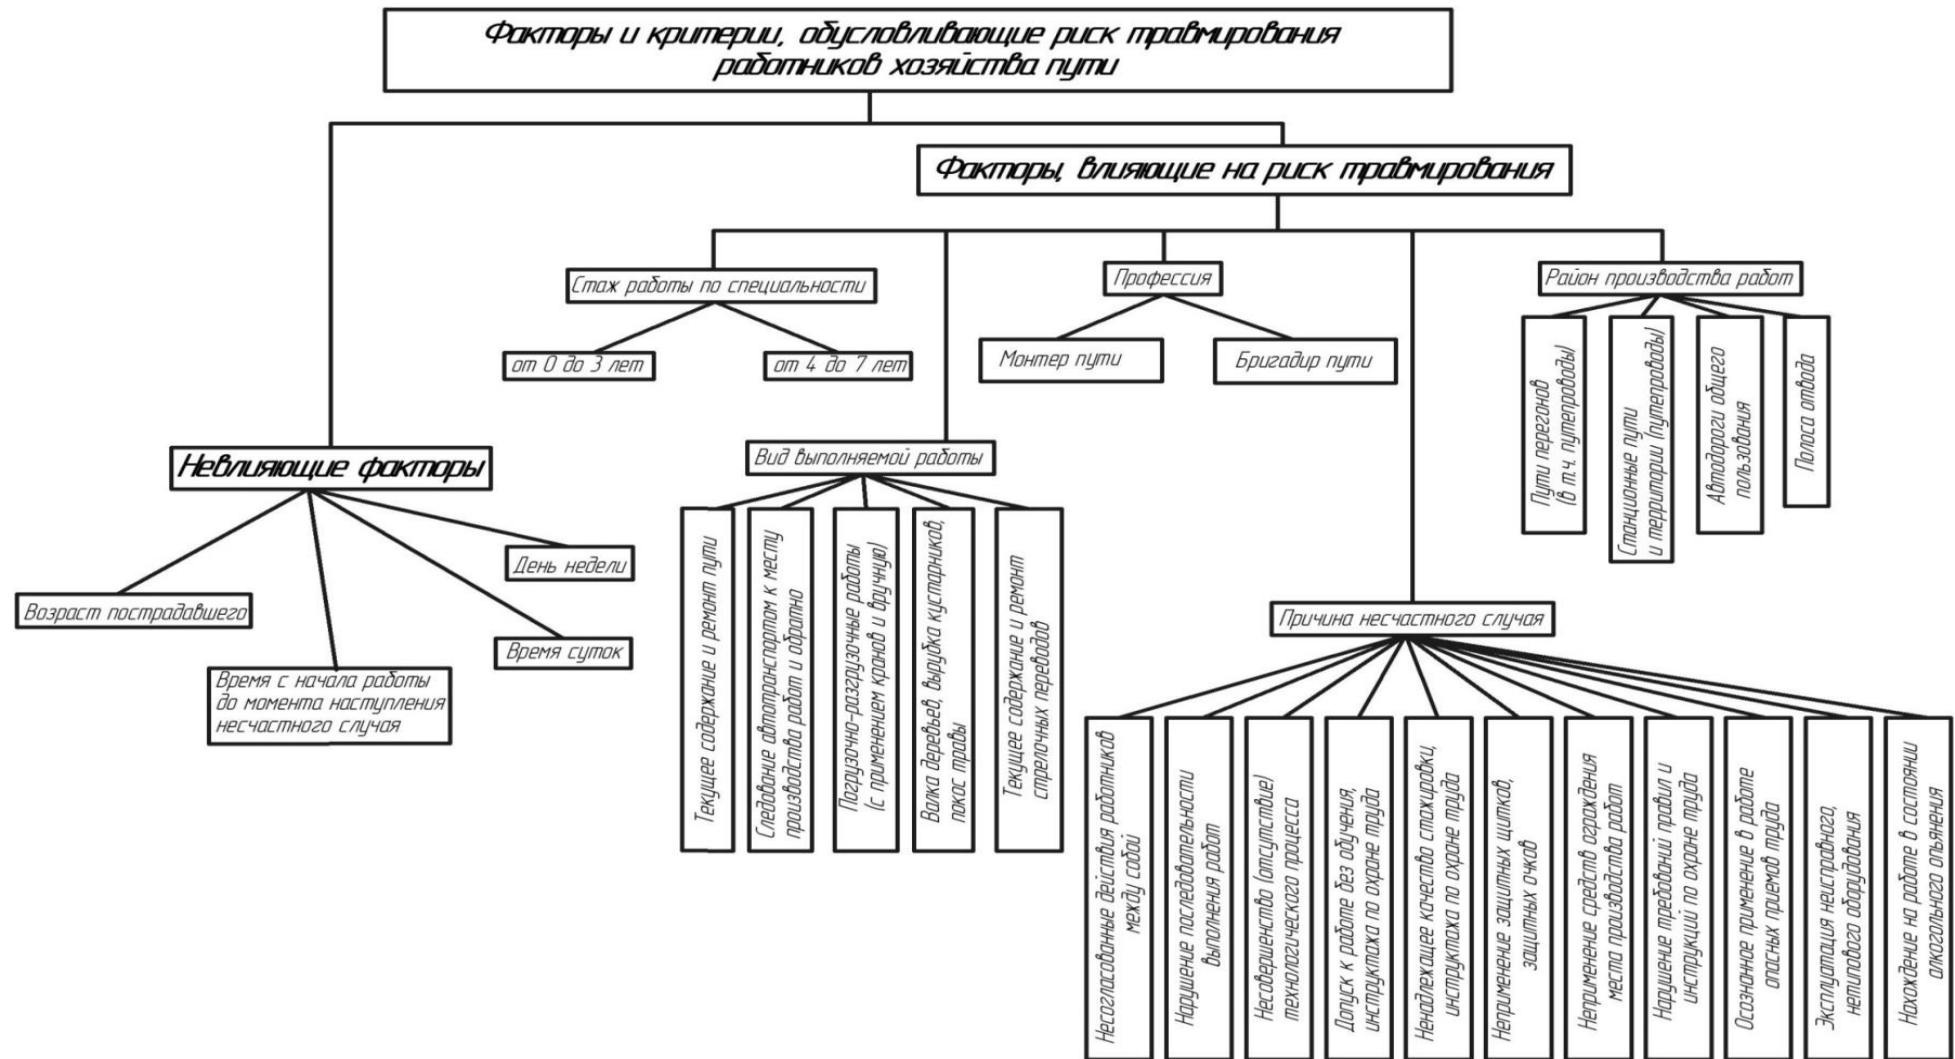 Факторы и критерии, обусловливающие риск травмирования
работников хозяйства пути
Факторы, влияющие на риск травмирования
Стаж работы по специальности
от 0 до 3 лет
от 4 до 7 лет
Профессия
Монтер пути
Бригадир пути
Район производства работ
Пути перегонов
(в т.ч. путепроводы)
Станционные пути
и территории (путепроводы)
Автодороги общего
пользования
Полоса отвода
Невлияющие факторы
Возраст пострадавшего
Время с начала работы
до момента наступления
несчастного случая
Время суток
День недели
Вид выполняемой работы
Текущее содержание и ремонт пути
Следование автотранспортом к месту
производства работ и обратно
Погрузочно-разгрузочные работы
(с применением кранов и вручную)
Валка деревьев, вырубка кустарников,
покос травы
Текущее содержание и ремонт
стрелочных переводов
Причина несчастного случая
Несогласованные действия работников
между собой
Нарушение последовательности
выполнения работ
Несовершенство (отсутствие)
технологического процесса
Допуск к работе без обучения,
инструктажа по охране труда
Ненадлежащее качество стажировки,
инструктажа по охране труда
Неприменение защитных щитков,
защитных очков
Неприменение средств ограждения
места производства работ
Нарушение требований правил и
инструкций по охране труда
Осознанное применение в работе
опасных приемов труда
Эксплуатация неисправного,
нетипового оборудования
Нахождение на работе в состоянии
алкогольного опьянения